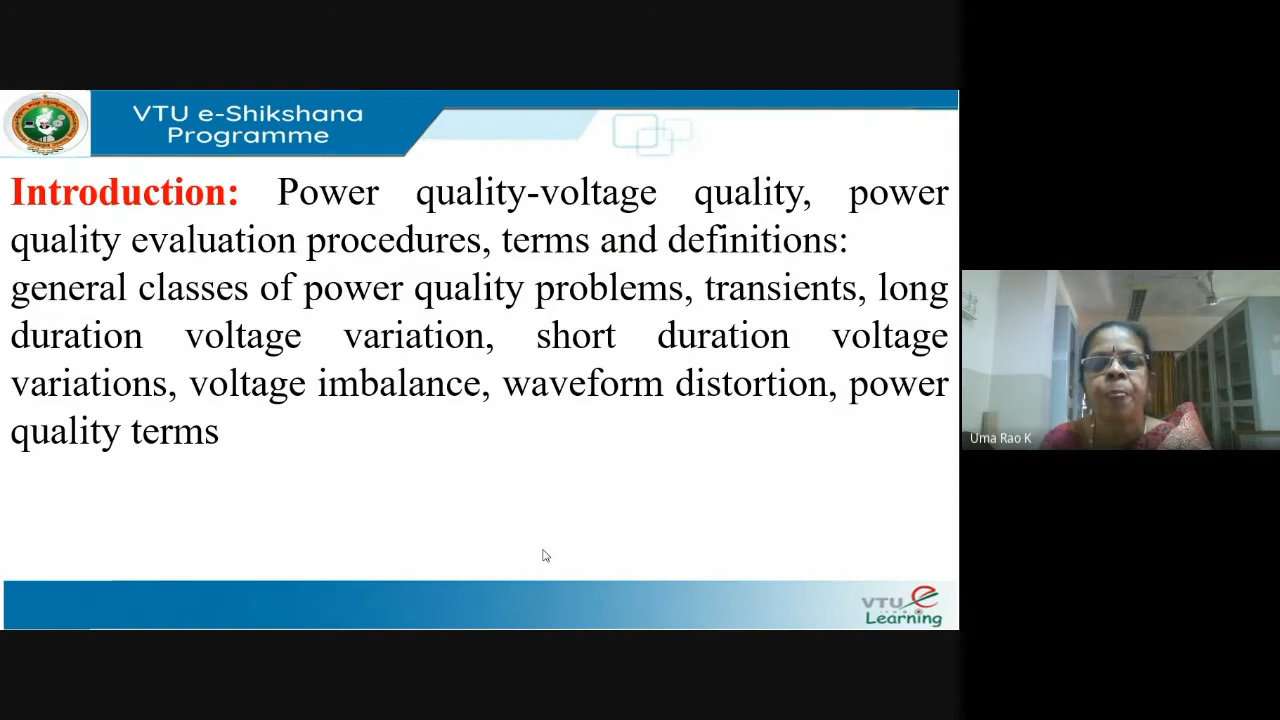 VTU e-Shikshana
Programme
Introduction: Power quality-voltage quality, power
quality evaluation procedures, terms and definitions:
general classes of power quality problems, transients, long
duration voltage variation, short duration voltage
variations, voltage imbalance, waveform distortion, power
quality terms
Uma Rao K
VTU e
Learning